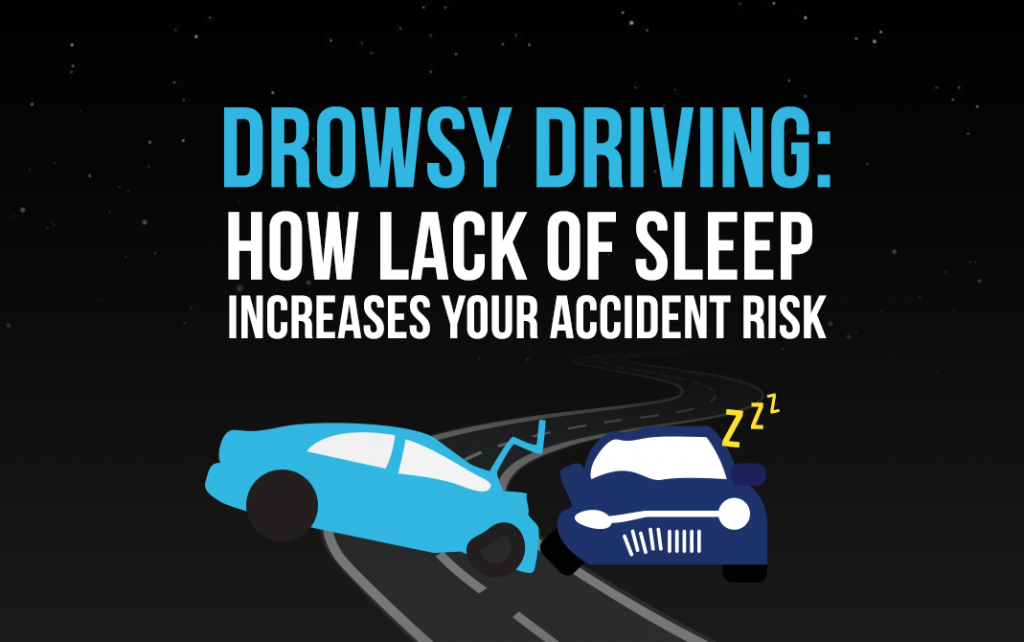 DROWSY DRIVING:
HOW LACK OF SLEEP
INCREASES YOUR ACCIDENT RISK
Z Z Z